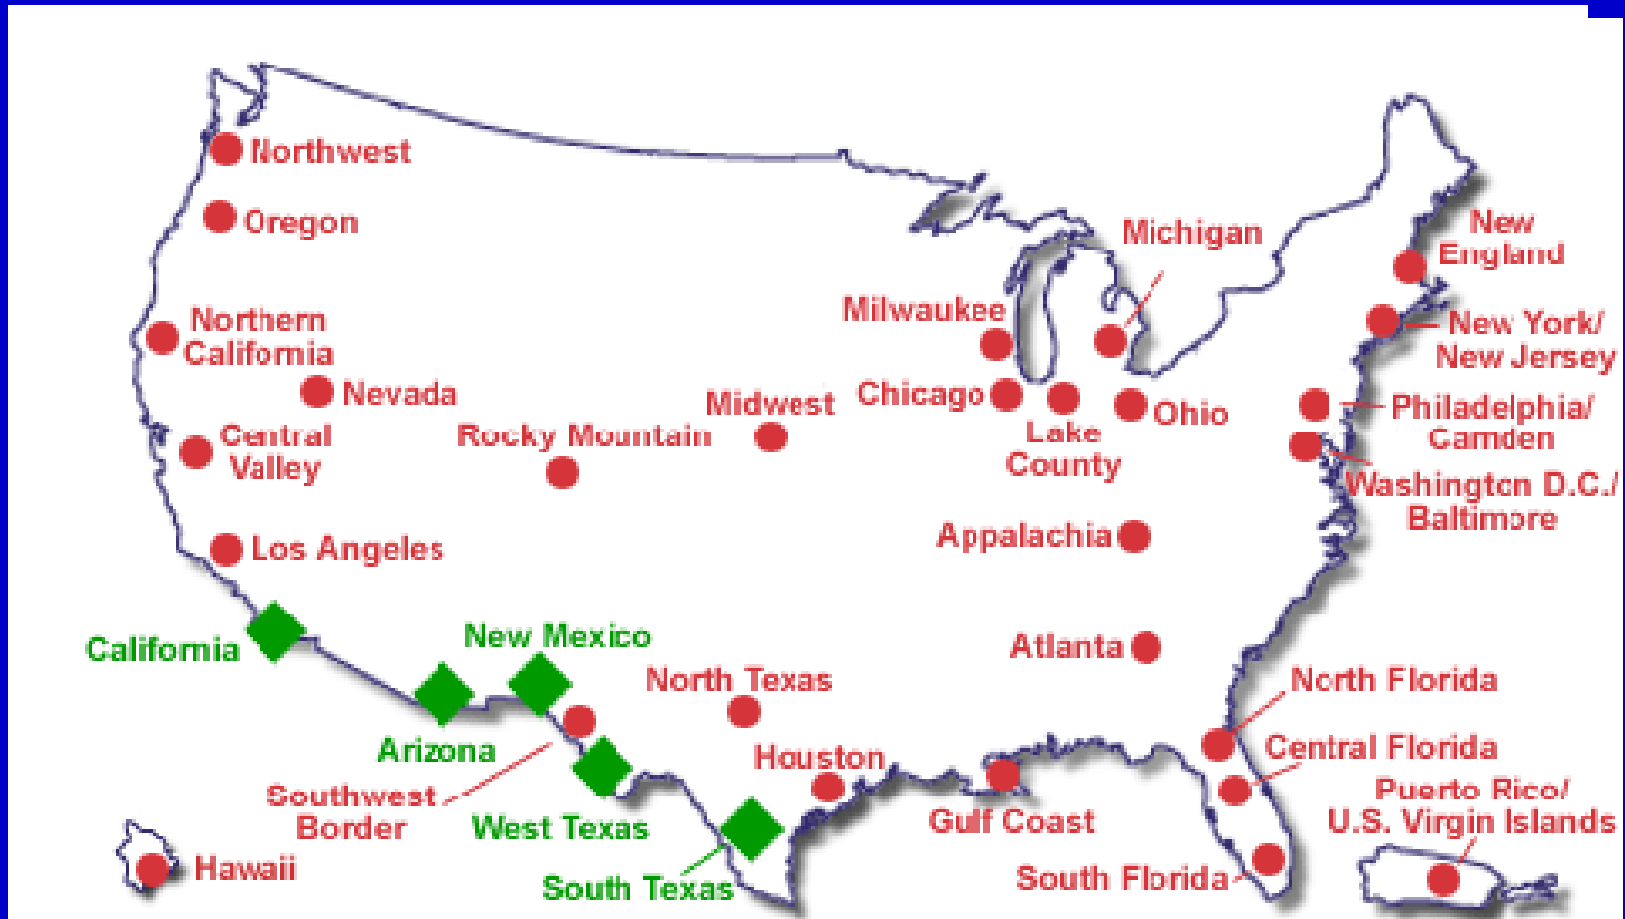 Northwest
Oregon
Michigan
New
England
Northern
California
Milwaukee
New York/
New Jersey
Nevada
Midwest
Chicago
Ohio
Philadelphia/
Camden
Central
Valley
Rocky Mountain
Lake
County
Washington D.C./
Baltimore
Los Angeles
Appalachia
California
New Mexico
Atlanta
North Texas
North Florida
Arizona
Houston
Central Florida
Southwest
Border
West Texas
Gulf Coast
Puerto Rico/
U.S. Virgin Islands
Hawaii
South Texas
South Florida